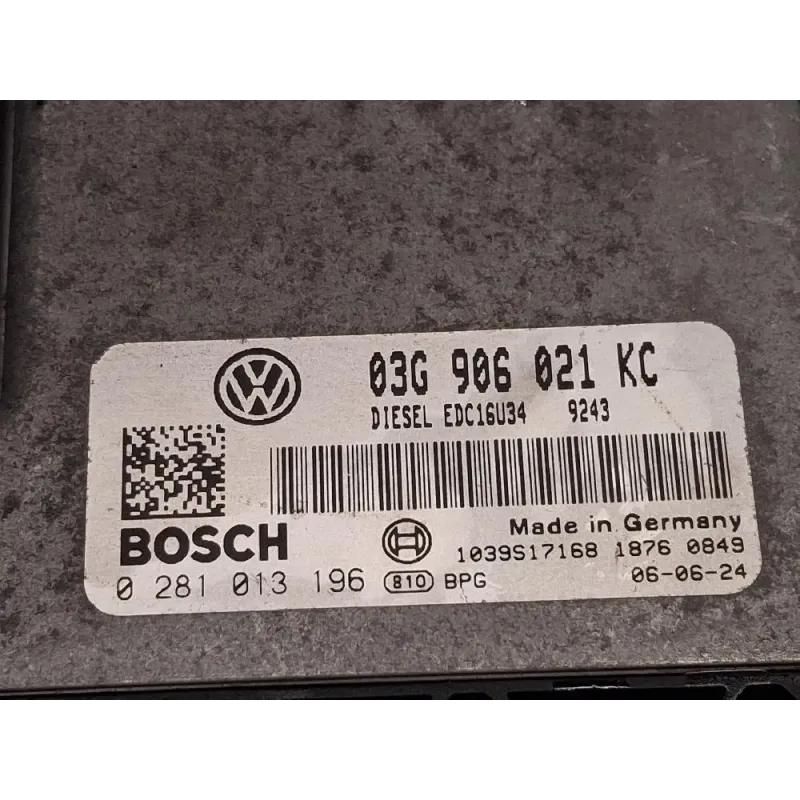 03G 906 021 KC
DIESEL EDC16U34 9243
BOSCH
Made in Germany
1039S17168 1876 0849
0 281 013 196 810 BPG
06-06-24